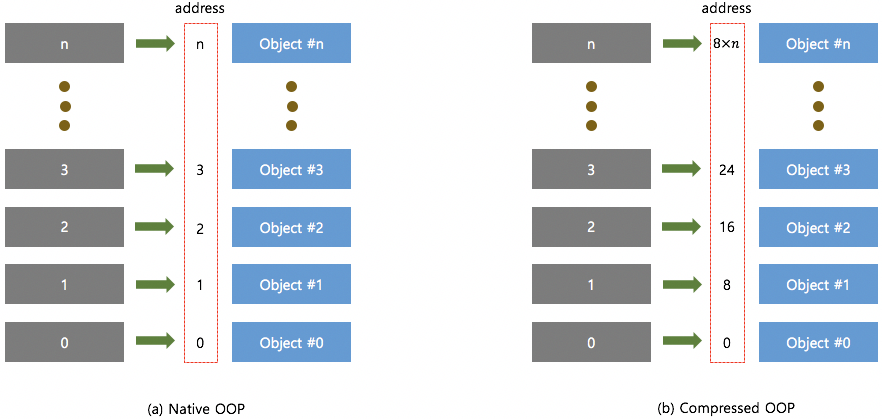 address
n n Object #n
3 3 Object #3
2 2 Object #2
1 1 Object #1
0 0 Object #0
(a) Native OOP
address
n 8×n Object #n
3 24 Object #3
2 16 Object #2
1 8 Object #1
0 0 Object #0
(b) Compressed OOP